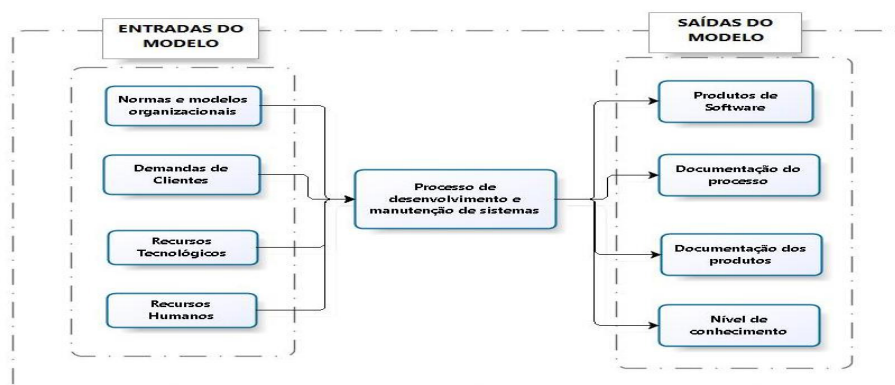 ENTRADAS DO
MODELO
Normas e modelos
organizacionais
Demandas de
Clientes
Recursos
Tecnológicos
Recursos
Humanos
Processo de
desenvolvimento e
manutenção de sistemas
SAÍDAS DO
MODELO
Produtos de
Software
Documentação do
processo
Documentação dos
produtos
Nível de
conhecimento